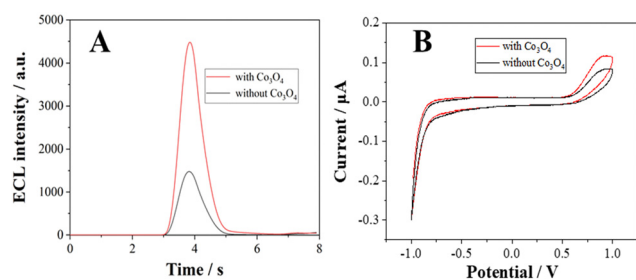 A
5000
4000
3000
2000
1000
0
ECL intensity / a.u.
with Co₃O₄
without Co₃O₄
0 2 4 6 8
Time / s
B
0.2
0.1
0.0
-0.1
-0.2
-0.3
Current / μA
with Co₃O₄
without Co₃O₄
-1.0 -0.5 0.0 0.5 1.0
Potential / V